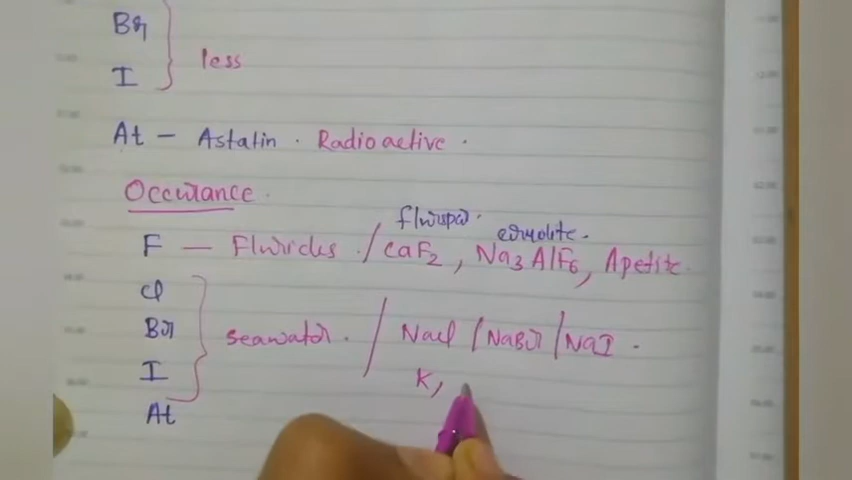 Br
I
less
At - Astatin . Radioactive .
Occurance .
flurspar .
cryolite .
F - Flurides . / CaF2 , Na3AlF6 , Apetite
Cl
Br
I
seawater . / Nacl / NaBr / NaI .
At
K,